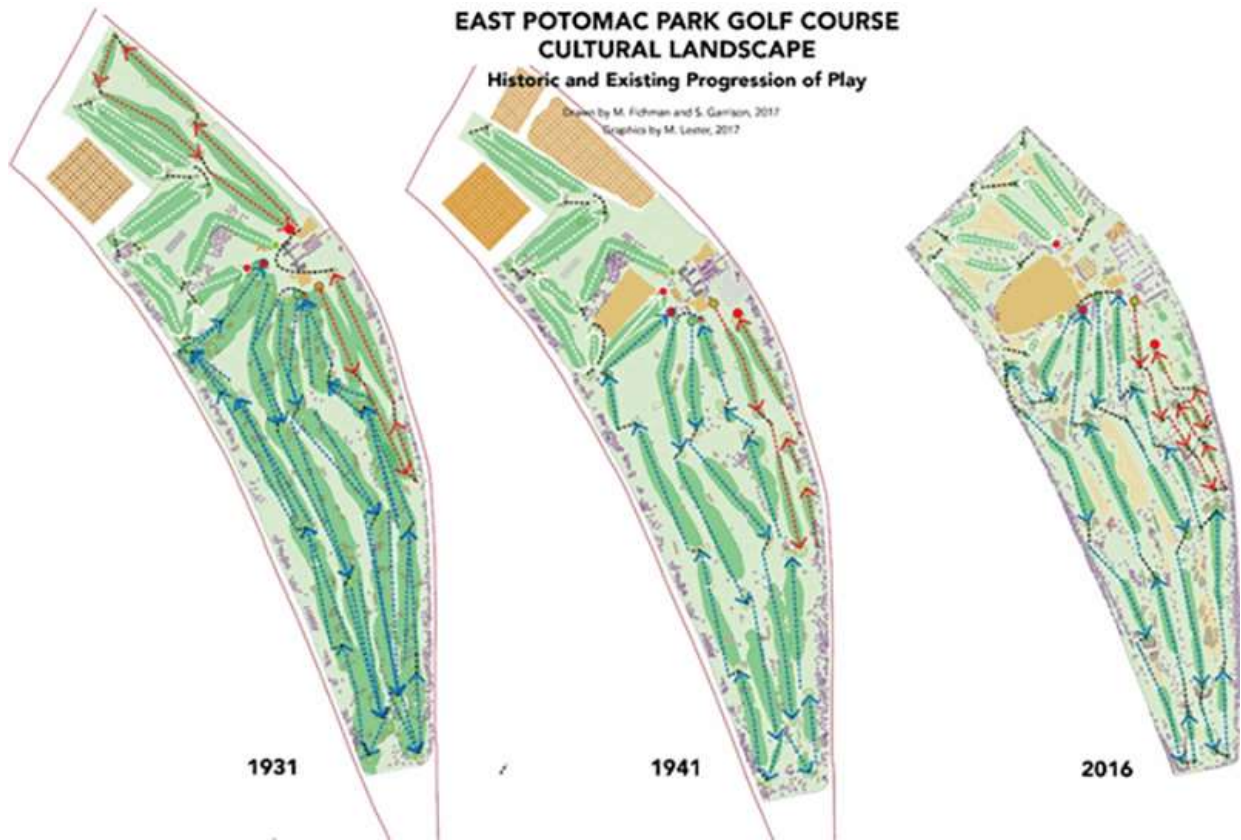 EAST POTOMAC PARK GOLF COURSE
CULTURAL LANDSCAPE
Historic and Existing Progression of Play
Drawn by M. Fichman and S. Garrison, 2017
Graphics by M. Lester, 2017
1931
1941
2016